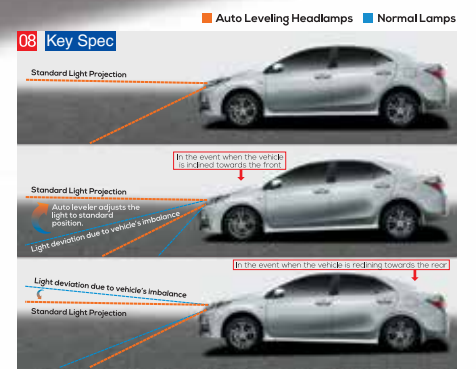 Auto Leveling Headlamps Normal Lamps
08 Key Spec
Standard Light Projection
In the event when the vehicle
is inclined towards the front
Standard Light Projection
Auto leveler adjusts the
light to standard
position.
Light deviation due to vehicle's imbalance
In the event when the vehicle is reclining towards the rear
Light deviation due to vehicle's imbalance
Standard Light Projection